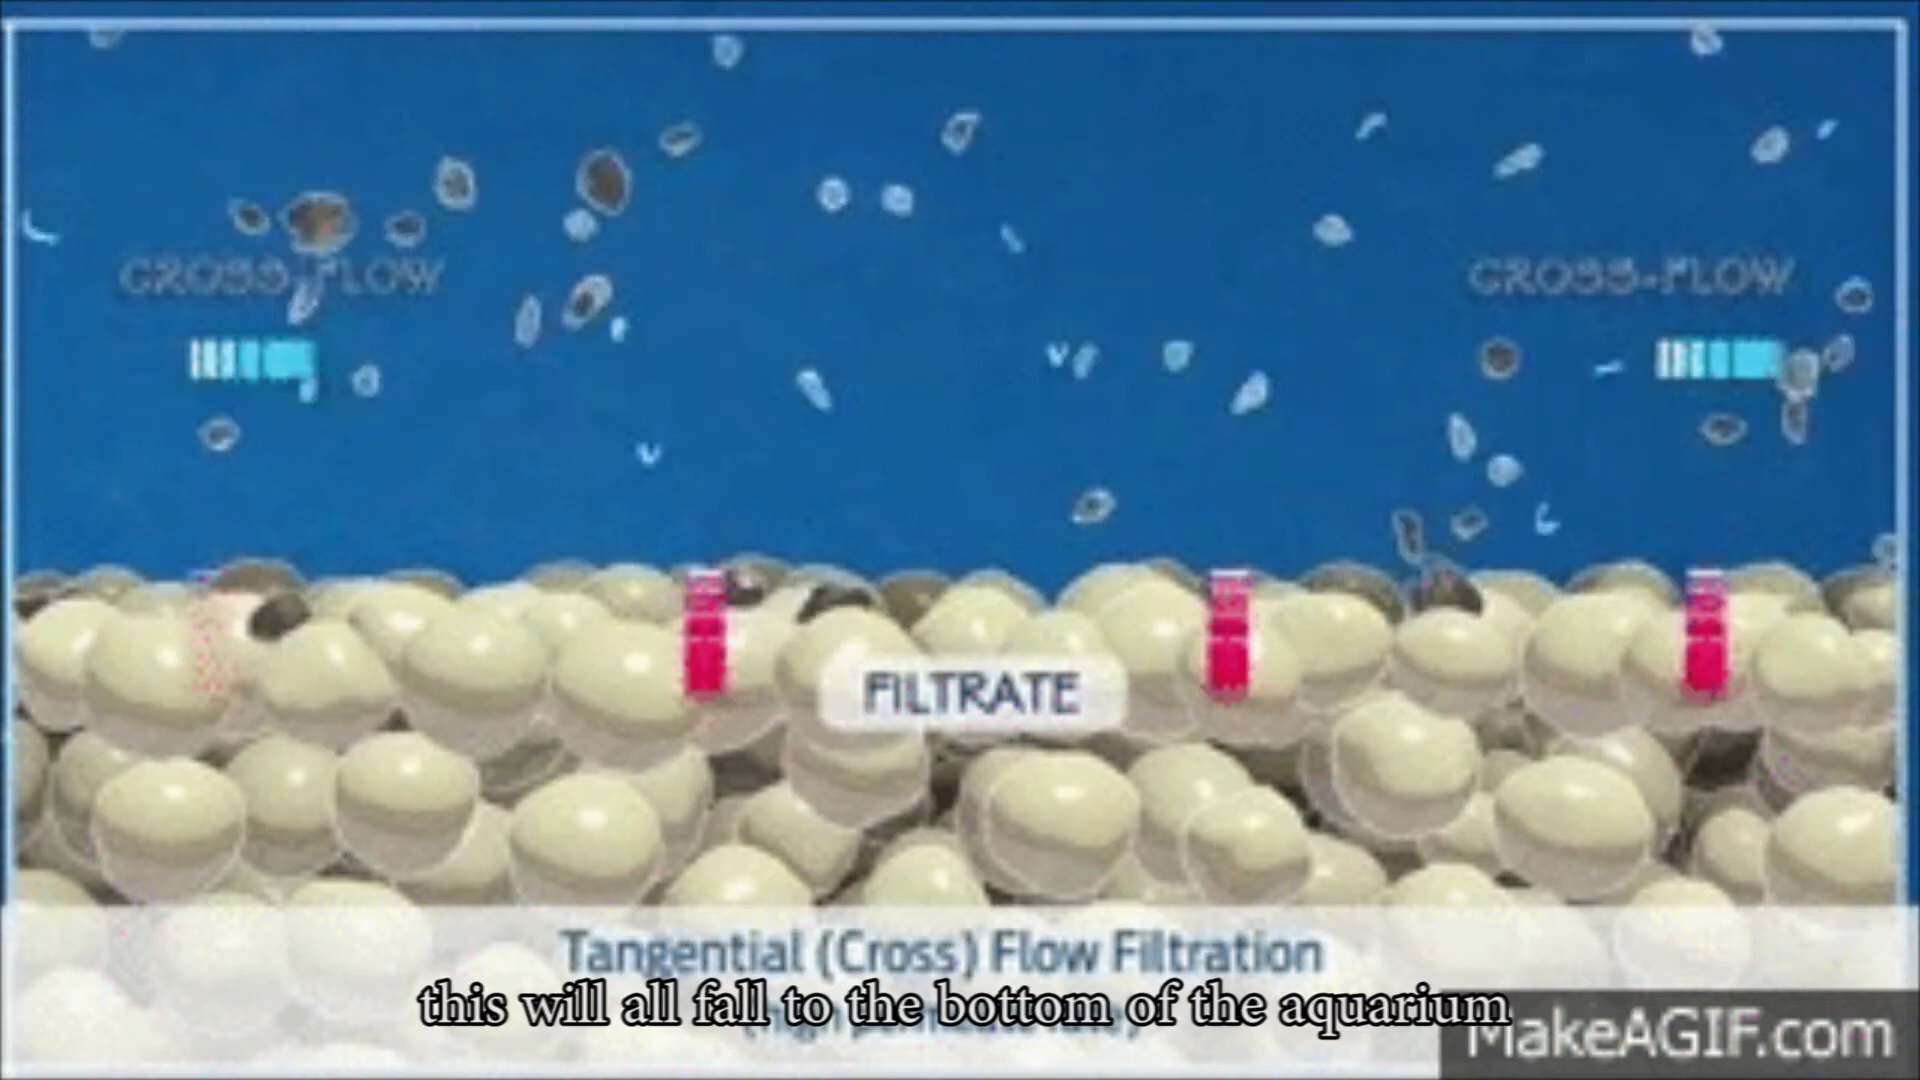 CROSS-FLOW
CROSS-FLOW
FILTRATE
Tangential (Cross) Flow Filtration
this will all fall to the bottom of the aquarium
MakeAGIF.com